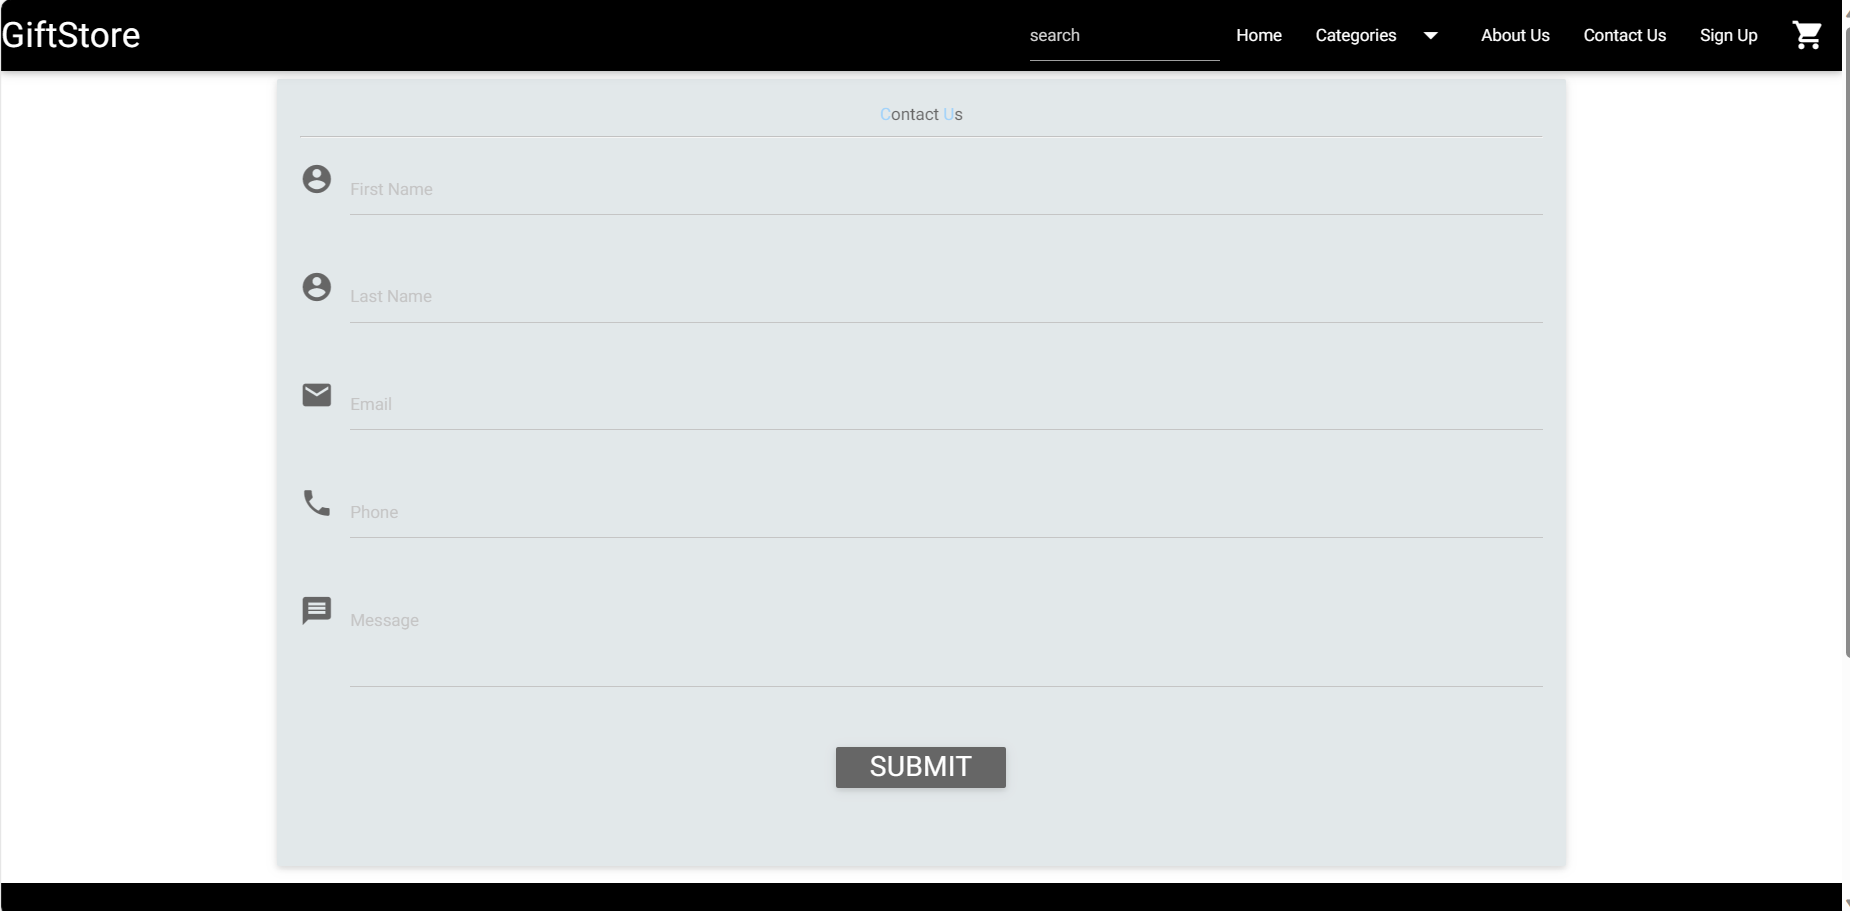 GiftStore search Home Categories About Us Contact Us Sign Up
Contact Us
First Name
Last Name
Email
Phone
Message
SUBMIT